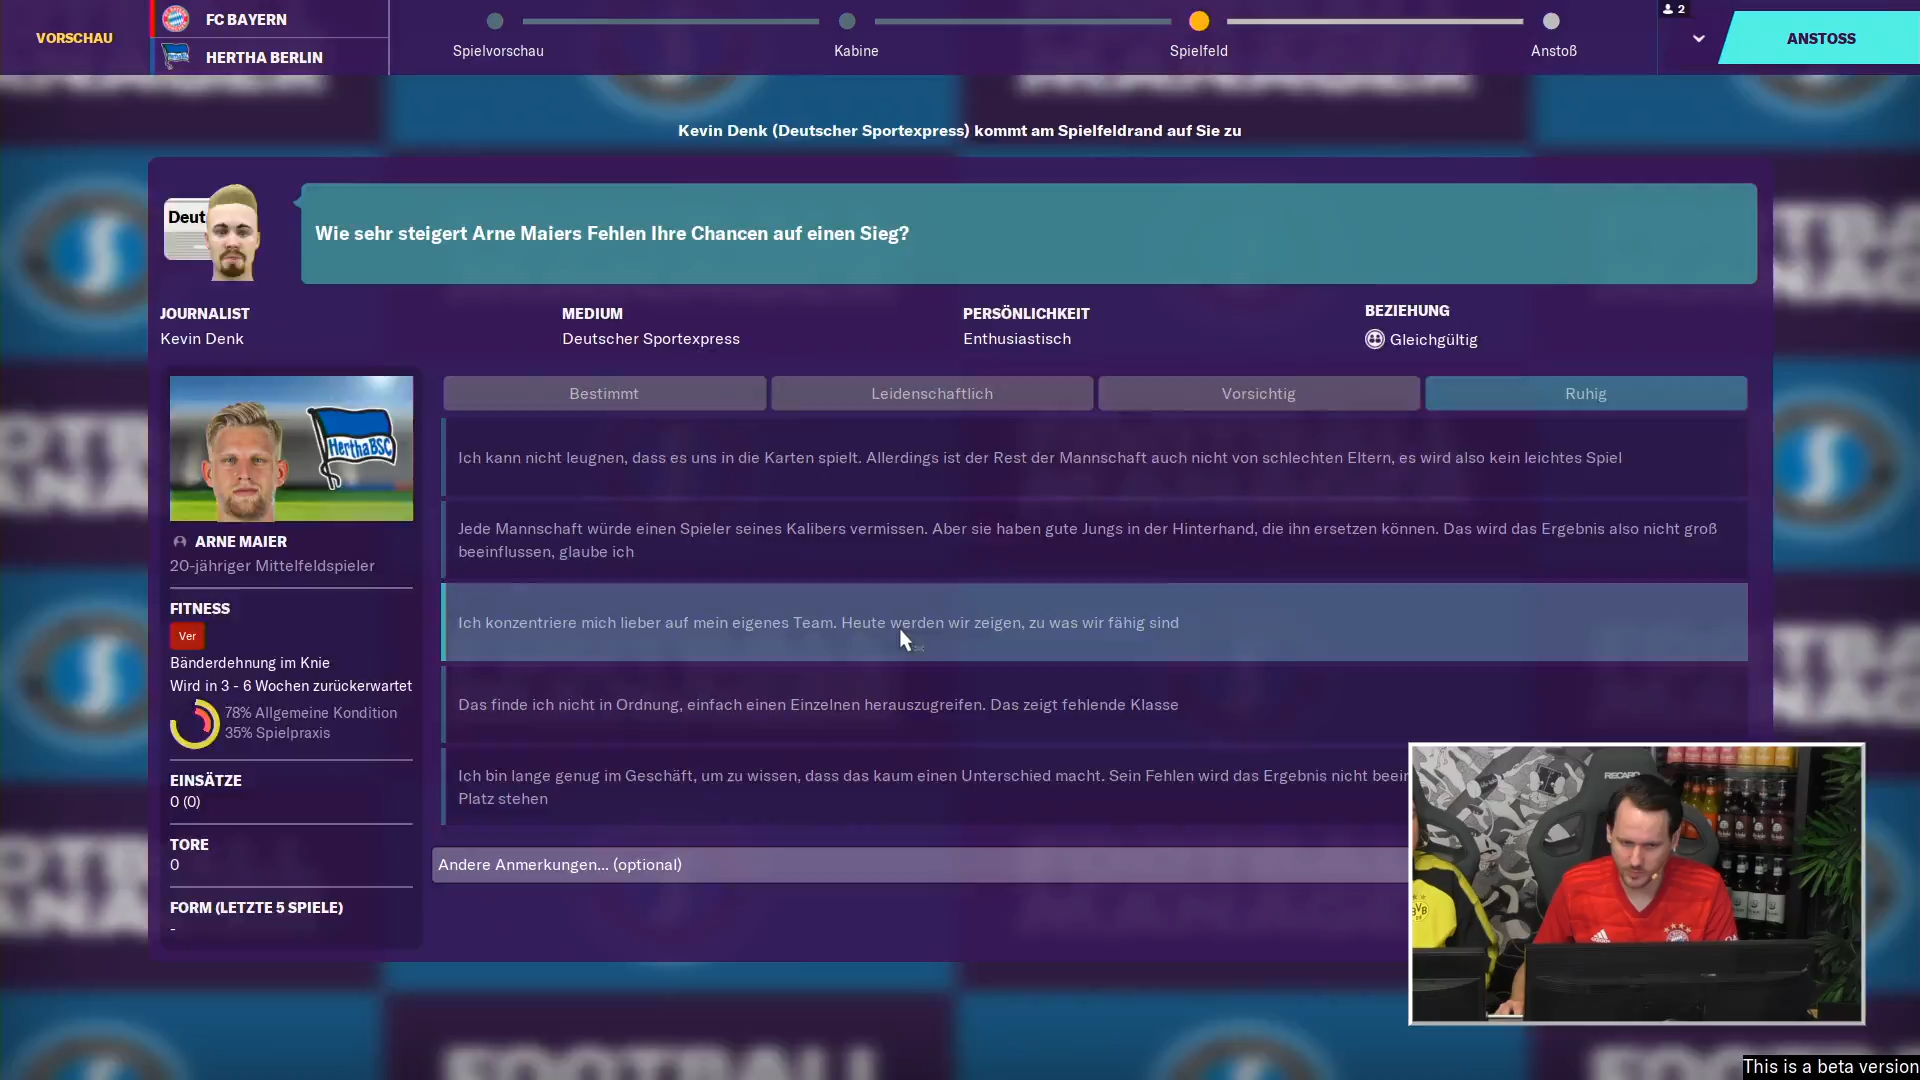 VORSCHAU
FC BAYERN
HERTHA BERLIN
Spielvorschau
Kabine
Spielfeld
Anstoß
2
ANSTOSS
Kevin Denk (Deutscher Sportexpress) kommt am Spielfeldrand auf Sie zu
Deut
Wie sehr steigert Arne Maiers Fehlen Ihre Chancen auf einen Sieg?
JOURNALIST
Kevin Denk
MEDIUM
Deutscher Sportexpress
PERSÖNLICHKEIT
Enthusiastisch
BEZIEHUNG
Gleichgültig
Hertha BSC
ARNE MAIER
20-jähriger Mittelfeldspieler
FITNESS
Ver
Bänderdehnung im Knie
Wird in 3 - 6 Wochen zurückerwartet
78% Allgemeine Kondition
35% Spielpraxis
EINSÄTZE
0 (0)
TORE
0
FORM (LETZTE 5 SPIELE)
-
Bestimmt
Leidenschaftlich
Vorsichtig
Ruhig
Ich kann nicht leugnen, dass es uns in die Karten spielt. Allerdings ist der Rest der Mannschaft auch nicht von schlechten Eltern, es wird also kein leichtes Spiel
Jede Mannschaft würde einen Spieler seines Kalibers vermissen. Aber sie haben gute Jungs in der Hinterhand, die ihn ersetzen können. Das wird das Ergebnis also nicht groß
beeinflussen, glaube ich
Ich konzentriere mich lieber auf mein eigenes Team. Heute werden wir zeigen, zu was wir fähig sind
Das finde ich nicht in Ordnung, einfach einen Einzelnen herauszugreifen. Das zeigt fehlende Klasse
Ich bin lange genug im Geschäft, um zu wissen, dass das kaum einen Unterschied macht. Sein Fehlen wird das Ergebnis nicht beein
Platz stehen
Andere Anmerkungen... (optional)
RECARO
BVB
09
adidas
FOOTBALL
This is a beta version